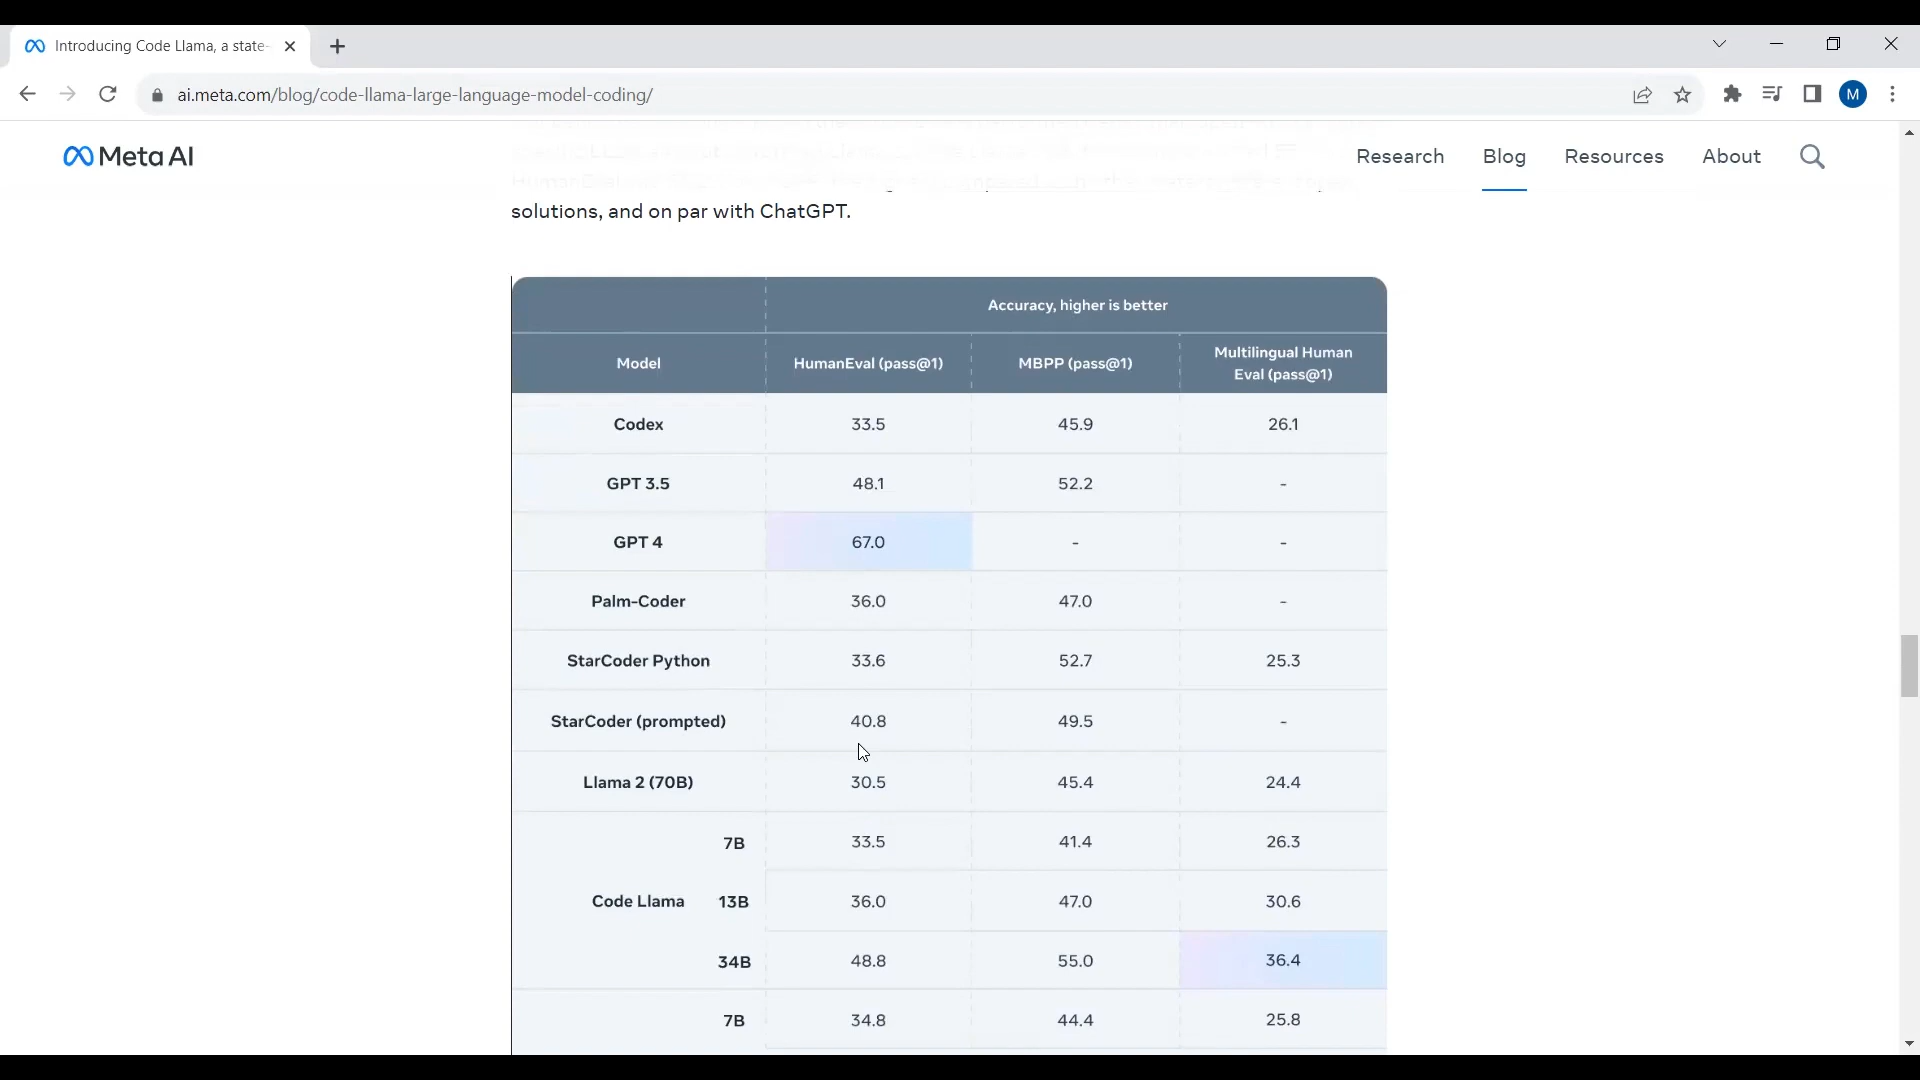 Introducing Code Llama, a state-
ai.meta.com/blog/code-llama-large-language-model-coding/
M
Meta AI
Research
Blog
Resources
About
solutions, and on par with ChatGPT.
Accuracy, higher is better
Model
HumanEval (pass@1)
MBPP (pass@1)
Multilingual Human
Eval (pass@1)
Codex 33.5 45.9 26.1
GPT 3.5 48.1 52.2 -
GPT 4 67.0 - -
Palm-Coder 36.0 47.0 -
StarCoder Python 33.6 52.7 25.3
StarCoder (prompted) 40.8 49.5 -
Llama 2 (70B) 30.5 45.4 24.4
7B 33.5 41.4 26.3
Code Llama 13B 36.0 47.0 30.6
34B 48.8 55.0 36.4
7B 34.8 44.4 25.8